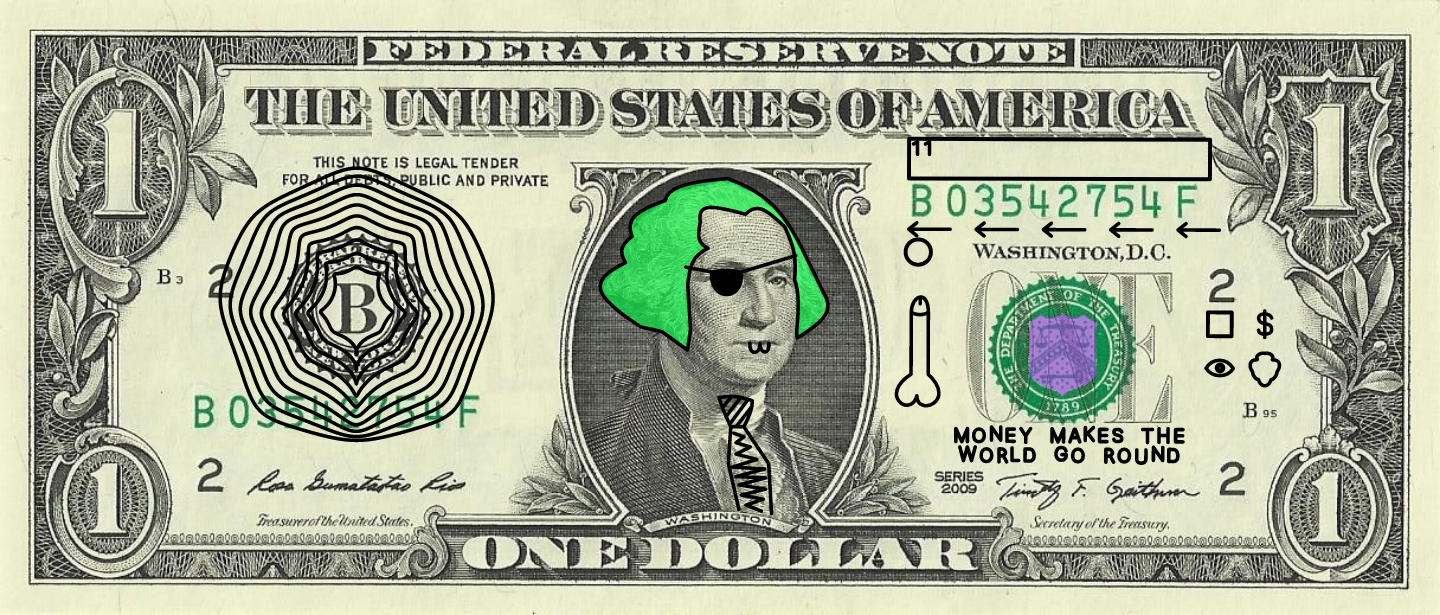 FEDERAL RESERVE NOTE
THE UNITED STATES OF AMERICA
1
1
THIS NOTE IS LEGAL TENDER
FOR ALL DEBTS, PUBLIC AND PRIVATE
11
B 03542754 F
WASHINGTON, D.C.
B 3
2
B
ONE
THE DEPARTMENT OF THE TREASURY
1789
2
$
B 03542754 F
B 95
MONEY MAKES THE
WORLD GO ROUND
2
Rosa Gumataotao Rios
Treasurer of the United States.
WASHINGTON
SERIES
2009
Timothy F. Geithner
Secretary of the Treasury.
2
1
ONE DOLLAR
1